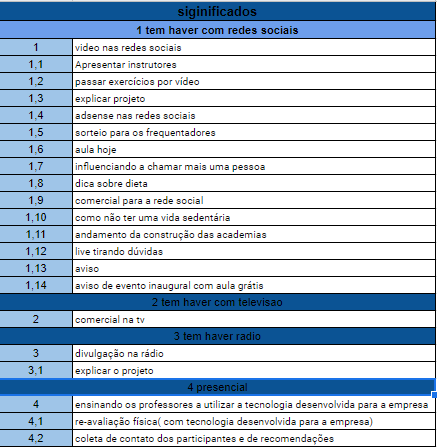 siginificados
1 tem haver com redes sociais
1 video nas redes sociais
1,1 Apresentar instrutores
1,2 passar exercícios por vídeo
1,3 explicar projeto
1,4 adsense nas redes sociais
1,5 sorteio para os frequentadores
1,6 aula hoje
1,7 influenciando a chamar mais uma pessoa
1,8 dica sobre dieta
1,9 comercial para a rede social
1,10 como não ter uma vida sedentária
1,11 andamento da construção das academias
1,12 live tirando dúvidas
1,13 aviso
1,14 aviso de evento inaugural com aula grátis
2 tem haver com televisao
2 comercial na tv
3 tem haver radio
3 divulgação na rádio
3,1 explicar o projeto
4 presencial
4 ensinando os professores a utilizar a tecnologia desenvolvida para a empresa
4,1 re-avaliação física( com tecnologia desenvolvida para a empresa)
4,2 coleta de contato dos participantes e de recomendações